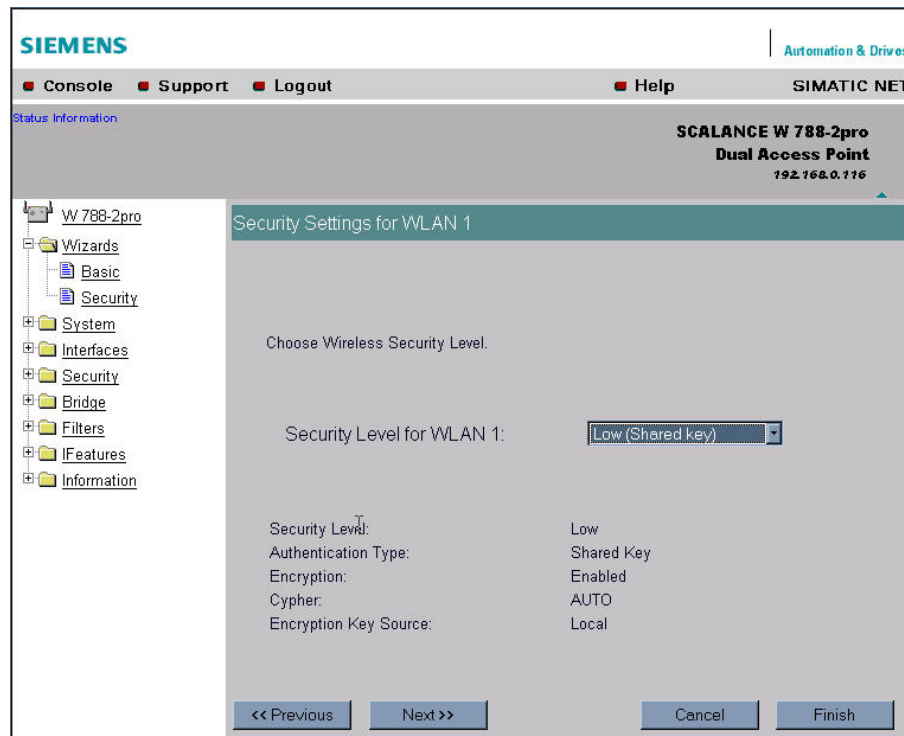 SIEMENS
Automation & Drives
Console Support Logout Help SIMATIC NET
Status Information
SCALANCE W 788-2pro
Dual Access Point
192.168.0.116
W 788-2pro
Security Settings for WLAN 1
Wizards
Basic
Security
System
Interfaces
Security
Bridge
Filters
IFeatures
Information
Choose Wireless Security Level.
Security Level for WLAN 1: Low (Shared key)
Security Level: Low
Authentication Type: Shared Key
Encryption: Enabled
Cypher: AUTO
Encryption Key Source: Local
<< Previous Next >> Cancel Finish